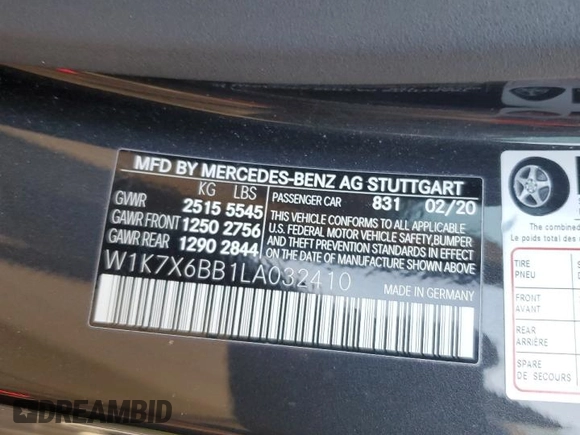 MFD BY MERCEDES-BENZ AG STUTTGART
KG LBS
GVWR 2515 5545
GAWR FRONT 1250 2756
GAWR REAR 1290 2844
PASSENGER CAR 831 02/20
THIS VEHICLE CONFORMS TO ALL APPLICABLE
U.S. FEDERAL MOTOR VEHICLE SAFETY, BUMPER
AND THEFT PREVENTION STANDARDS IN EFFECT
ON THE DATE OF MANUFACTURE SHOWN ABOVE.
W1K7X6BB1LA032410
MADE IN GERMANY
The combined
Le poids
TIRE
PNEU
FRONT
AVANT
REAR
ARRIÈRE
SPARE
DE SECOURS
DREAMBID